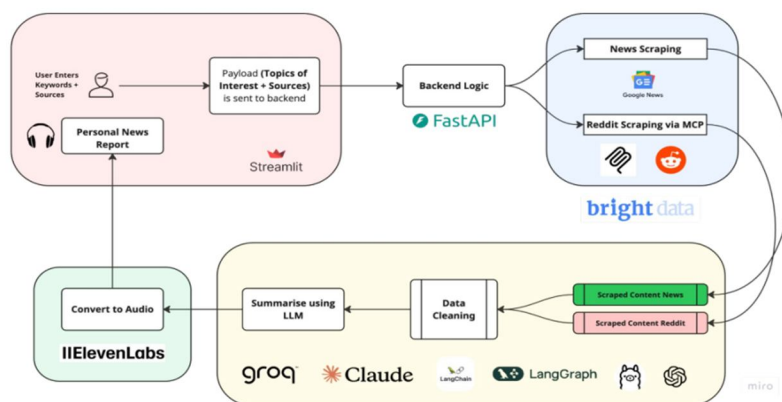 User Enters
Keywords +
Sources
Payload (Topics of
Interest + Sources)
is sent to backend
Personal News
Report
Streamlit
Backend Logic
FastAPI
News Scraping
Google News
Reddit Scraping via MCP
bright data
Scraped Content News
Scraped Content Reddit
Data
Cleaning
Summarise using
LLM
Convert to Audio
IIElevenLabs
groq
Claude
LangChain
LangGraph
miro